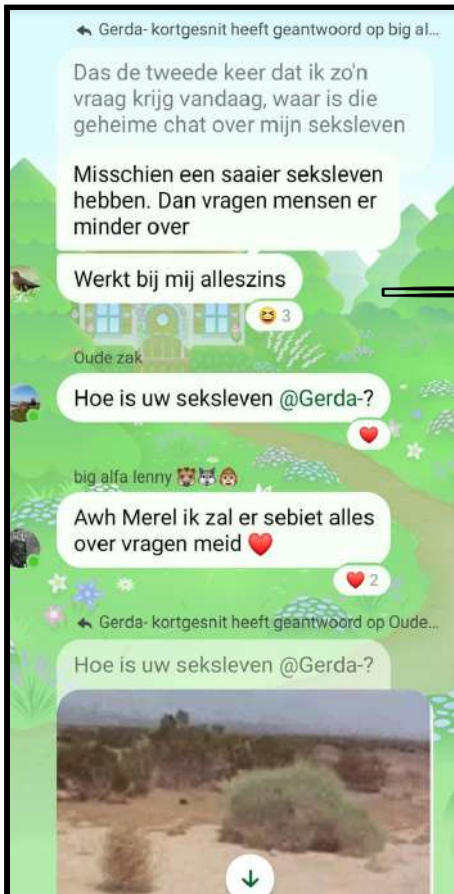 Gerda- kortgesnit heeft geantwoord op big al...
Das de tweede keer dat ik zo'n
vraag krijg vandaag, waar is die
geheime chat over mijn seksleven
Misschien een saaier seksleven
hebben. Dan vragen mensen er
minder over
Werkt bij mij alleszins
3
Oude zak
Hoe is uw seksleven @Gerda-?
big alfa lenny
Awh Merel ik zal er sebiet alles
over vragen meid
2
Gerda- kortgesnit heeft geantwoord op Oude...
Hoe is uw seksleven @Gerda-?